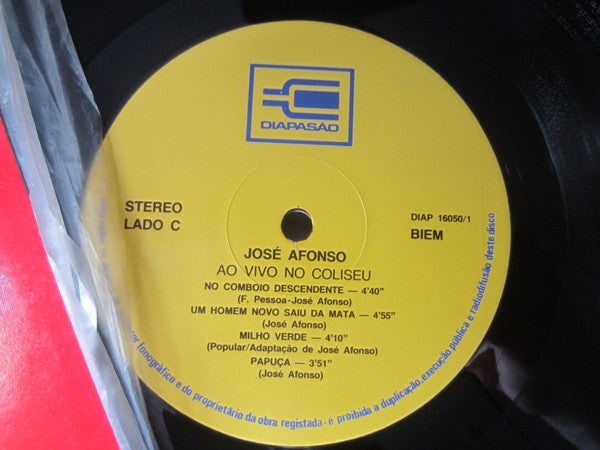 DIAPASÃO
STEREO
LADO C
DIAP 16050/1
BIEM
JOSÉ AFONSO
AO VIVO NO COLISEU
NO COMBOIO DESCENDENTE — 4'40"
(F. Pessoa-José Afonso)
UM HOMEM NOVO SAIU DA MATA — 4'55"
(José Afonso)
MILHO VERDE — 4'10"
(Popular/Adaptação de José Afonso)
PAPUÇA — 3'51"
(José Afonso)
fonográfico e do proprietário da obra registada-é proibida a duplicação, execução pública e radiodifusão deste disco